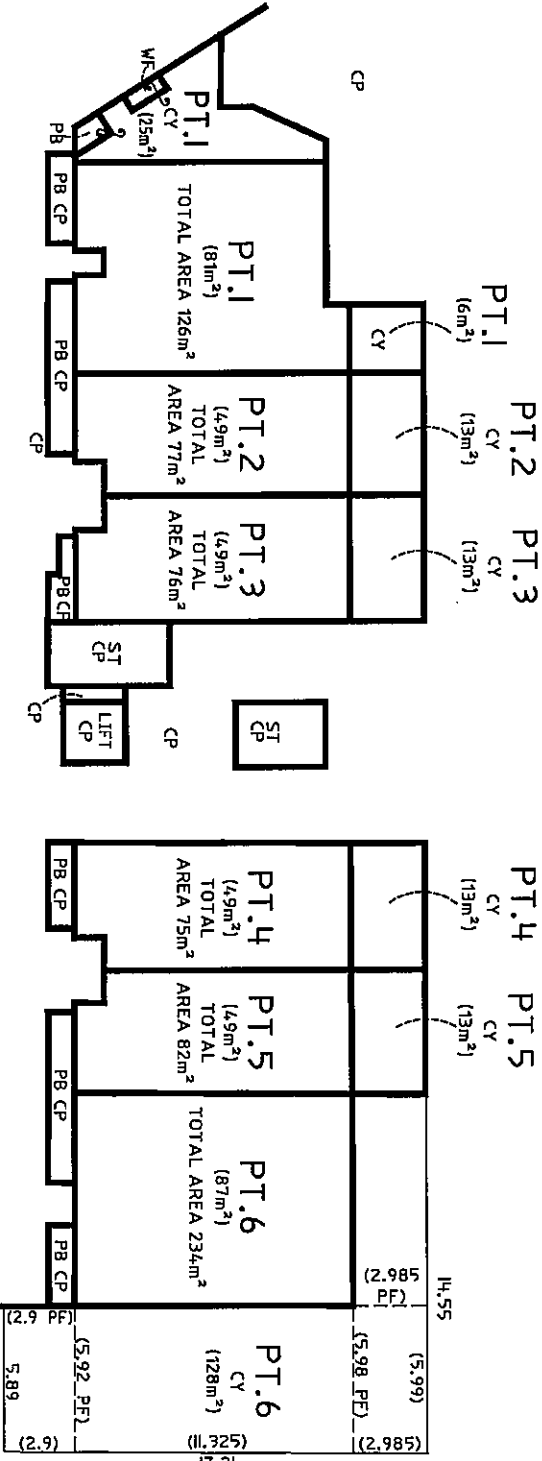 CP
WF
CY
PT.1
(25m²)
PB
PB CP
PT.1
(81m²)
TOTAL AREA 126m²
PT.1
(6m²)
CY
PB CP
CP
PT.2
(49m²)
TOTAL
AREA 77m²
PT.2
CY
(13m²)
PT.3
(49m²)
TOTAL
AREA 76m²
PT.3
CY
(13m²)
PB CP
ST
CP
CP
LIFT
CP
CP
ST
CP
PT.4
CY
(13m²)
PT.4
(49m²)
TOTAL
AREA 75m²
PB CP
PT.5
CY
(13m²)
PT.5
(49m²)
TOTAL
AREA 82m²
PB CP
PT.6
(87m²)
TOTAL AREA 234m²
PB CP
14.55
(2.985
PF)
(5.99)
(5.98 PF)
(2.985)
PT.6
CY
(128m²)
(11.325)
(5.92 PF)
(2.9 PF)
5.89
(2.9)